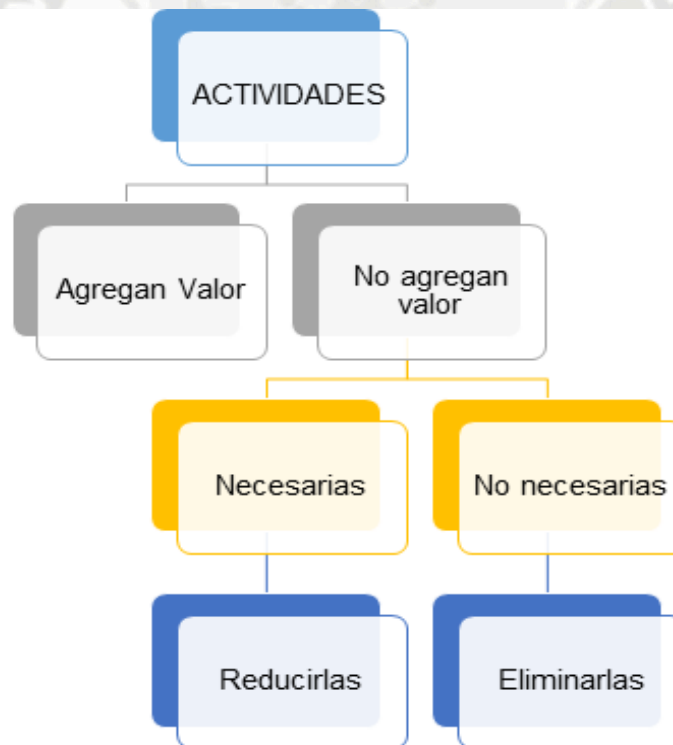 ACTIVIDADES
Agregan Valor
No agregan
valor
Necesarias
No necesarias
Reducirlas
Eliminarlas